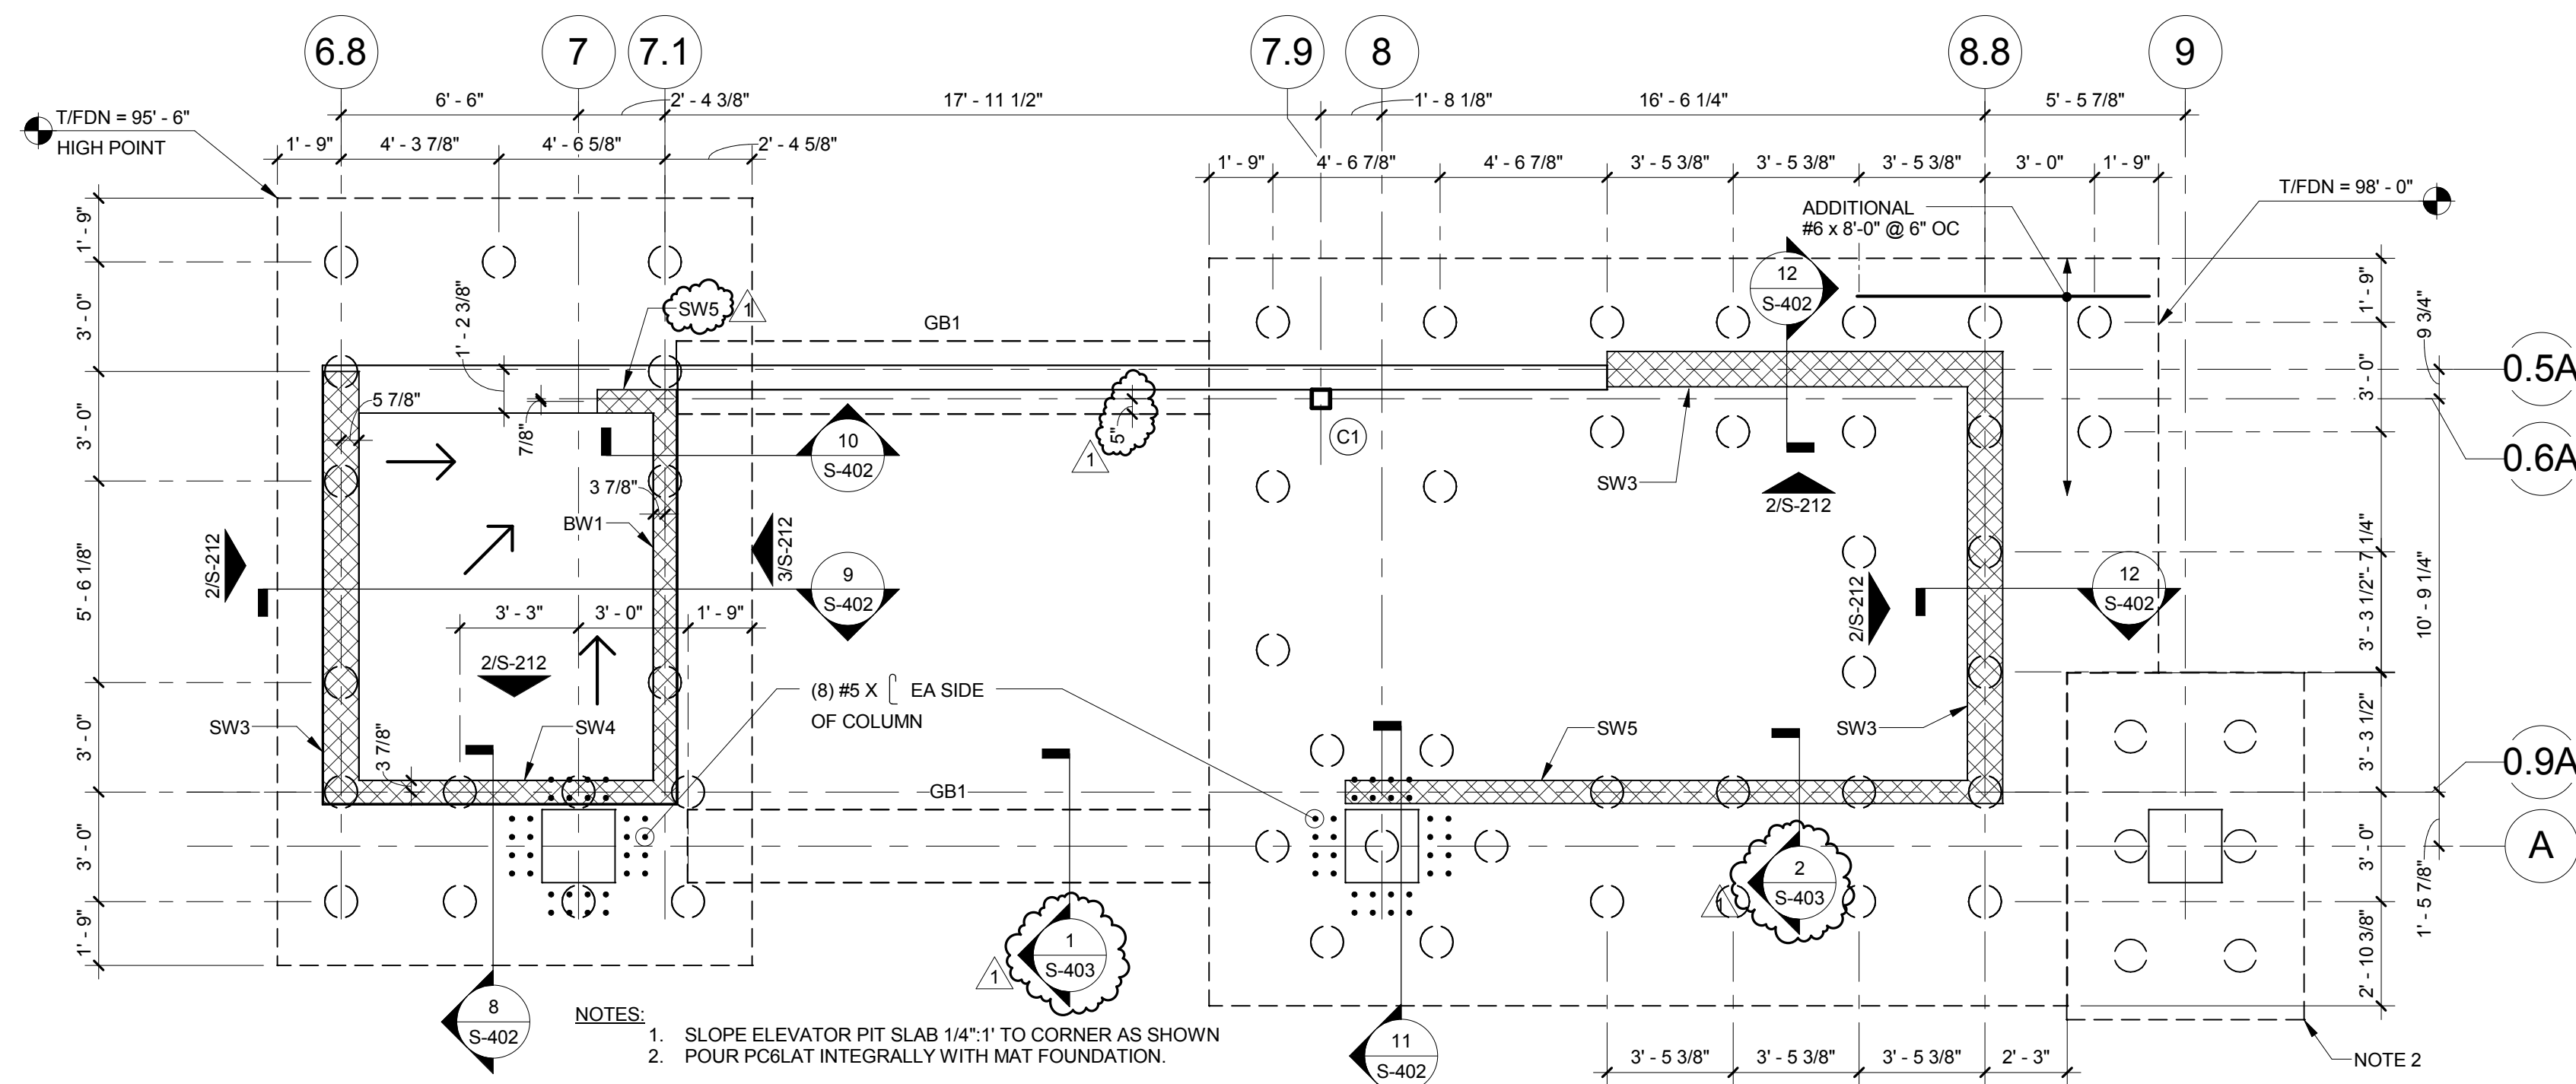 6.8
7
7.1
7.9
8
8.8
9
6' - 6"
2' - 4 3/8"
17' - 11 1/2"
1' - 8 1/8"
16' - 6 1/4"
5' - 5 7/8"
T/FDN = 95' - 6"
HIGH POINT
1' - 9"
4' - 3 7/8"
4' - 6 5/8"
2' - 4 5/8"
1' - 9"
4' - 6 7/8"
4' - 6 7/8"
3' - 5 3/8"
3' - 5 3/8"
3' - 5 3/8"
3' - 0"
1' - 9"
T/FDN = 98' - 0"
ADDITIONAL
#6 x 8'-0" @ 6" OC
12
S-402
1' - 9"
3' - 0"
3' - 0"
5' - 6 1/8"
3' - 0"
3' - 0"
1' - 9"
1' - 2 3/8"
SW5
1
GB1
5 7/8"
7/8"
5"
1
C1
10
S-402
SW3
2/S-212
3 7/8"
BW1
2/S-212
3/S-212
9
S-402
2/S-212
12
S-402
3' - 3"
3' - 0"
1' - 9"
2/S-212
(8) #5 X
EA SIDE
OF COLUMN
SW3
3 7/8"
SW4
SW5
SW3
GB1
1' - 9"
9 3/4"
3' - 0"
3' - 3 1/2"
- 7 1/4"
10' - 9 1/4"
3' - 3 1/2"
3' - 0"
1' - 5 7/8"
2' - 10 3/8"
0.5A
0.6A
0.9A
A
2
S-403
1
1
S-403
1
8
S-402
11
S-402
NOTES:
1. SLOPE ELEVATOR PIT SLAB 1/4":1' TO CORNER AS SHOWN
2. POUR PC6LAT INTEGRALLY WITH MAT FOUNDATION.
3' - 5 3/8"
3' - 5 3/8"
3' - 5 3/8"
2' - 3"
NOTE 2